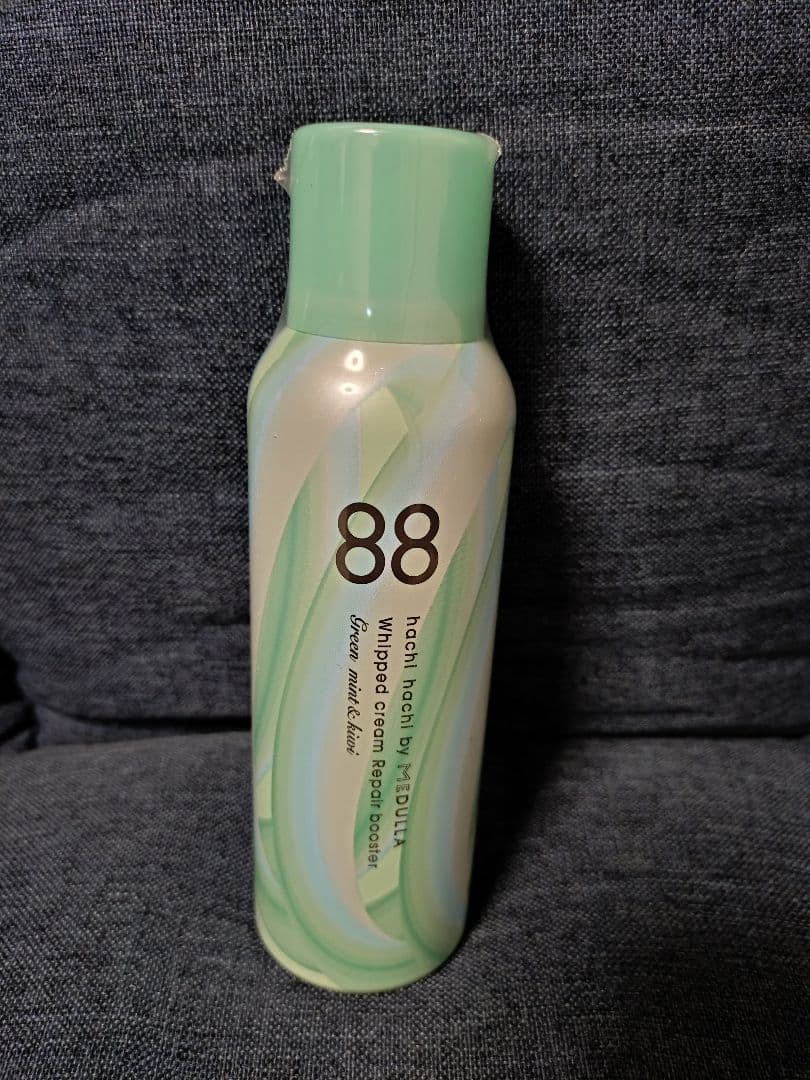 88
hachi hachi by MEDULLA
Whipped cream Repair booster
Green mint & kiwi